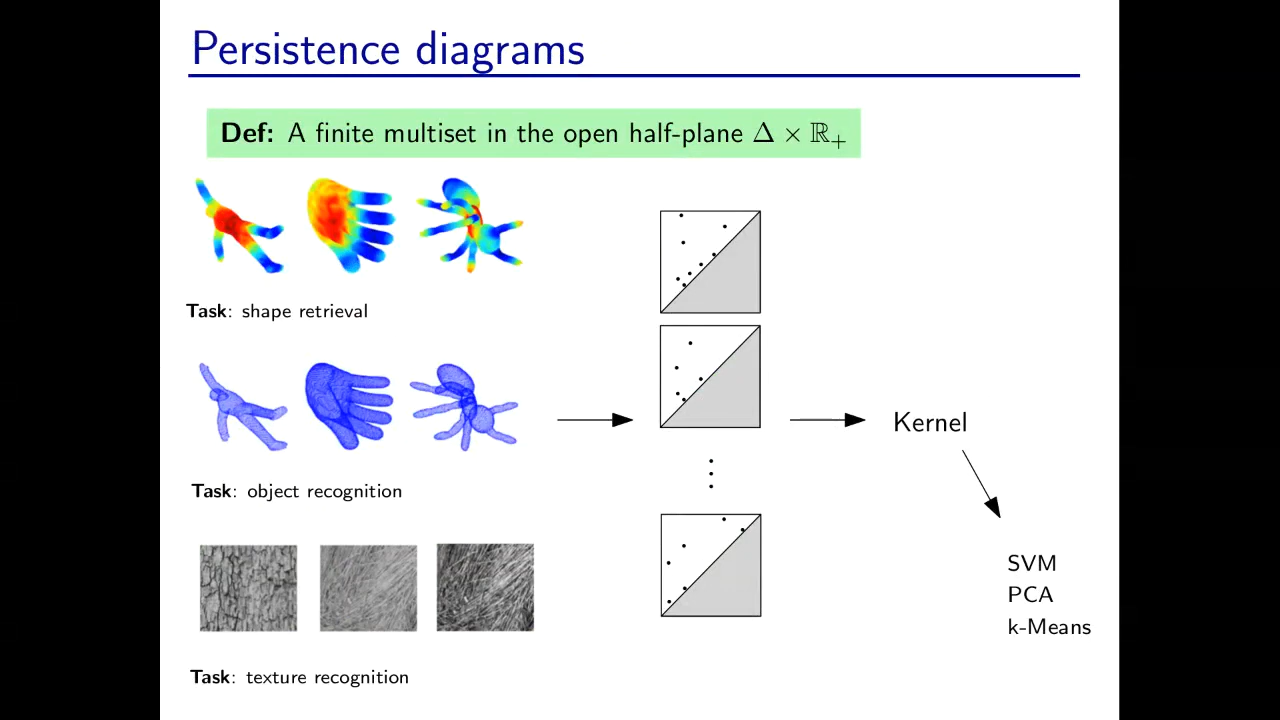 Persistence diagrams
Def: A finite multiset in the open half-plane Δ × ℝ₊
Task: shape retrieval
Task: object recognition
Kernel
SVM
PCA
k-Means
Task: texture recognition